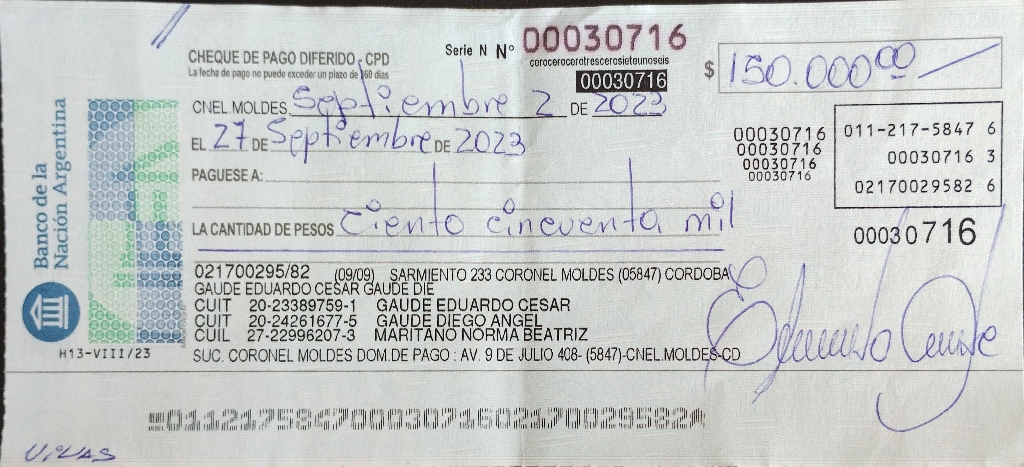 CHEQUE DE PAGO DIFERIDO - CPD
La fecha de pago no puede exceder un plazo de 360 días
Serie N Nº 00030716
corocerocerotrescerosietounoseis
00030716
$ 150.00000
CNEL MOLDES, Septiembre 2 DE 2023
EL 27 DE Septiembre DE 2023
PAGUESE A:
LA CANTIDAD DE PESOS ciento cincuenta mil
00030716
00030716
00030716
00030716
011-217-5847 6
00030716 3
02170029582 6
00030716
021700295/82 (09/09) SARMIENTO 233 CORONEL MOLDES (05847) CORDOBA
GAUDE EDUARDO CESAR GAUDE DIE
CUIT 20-23389759-1 GAUDE EDUARDO CESAR
CUIT 20-24261677-5 GAUDE DIEGO ANGEL
CUIL 27-22996207-3 MARITANO NORMA BEATRIZ
SUC. CORONEL MOLDES DOM.DE PAGO : AV. 9 DE JULIO 408- (5847)-CNEL.MOLDES-CD
Banco de la
Nación Argentina
H13-VIII/23
01121758470003071602170029582